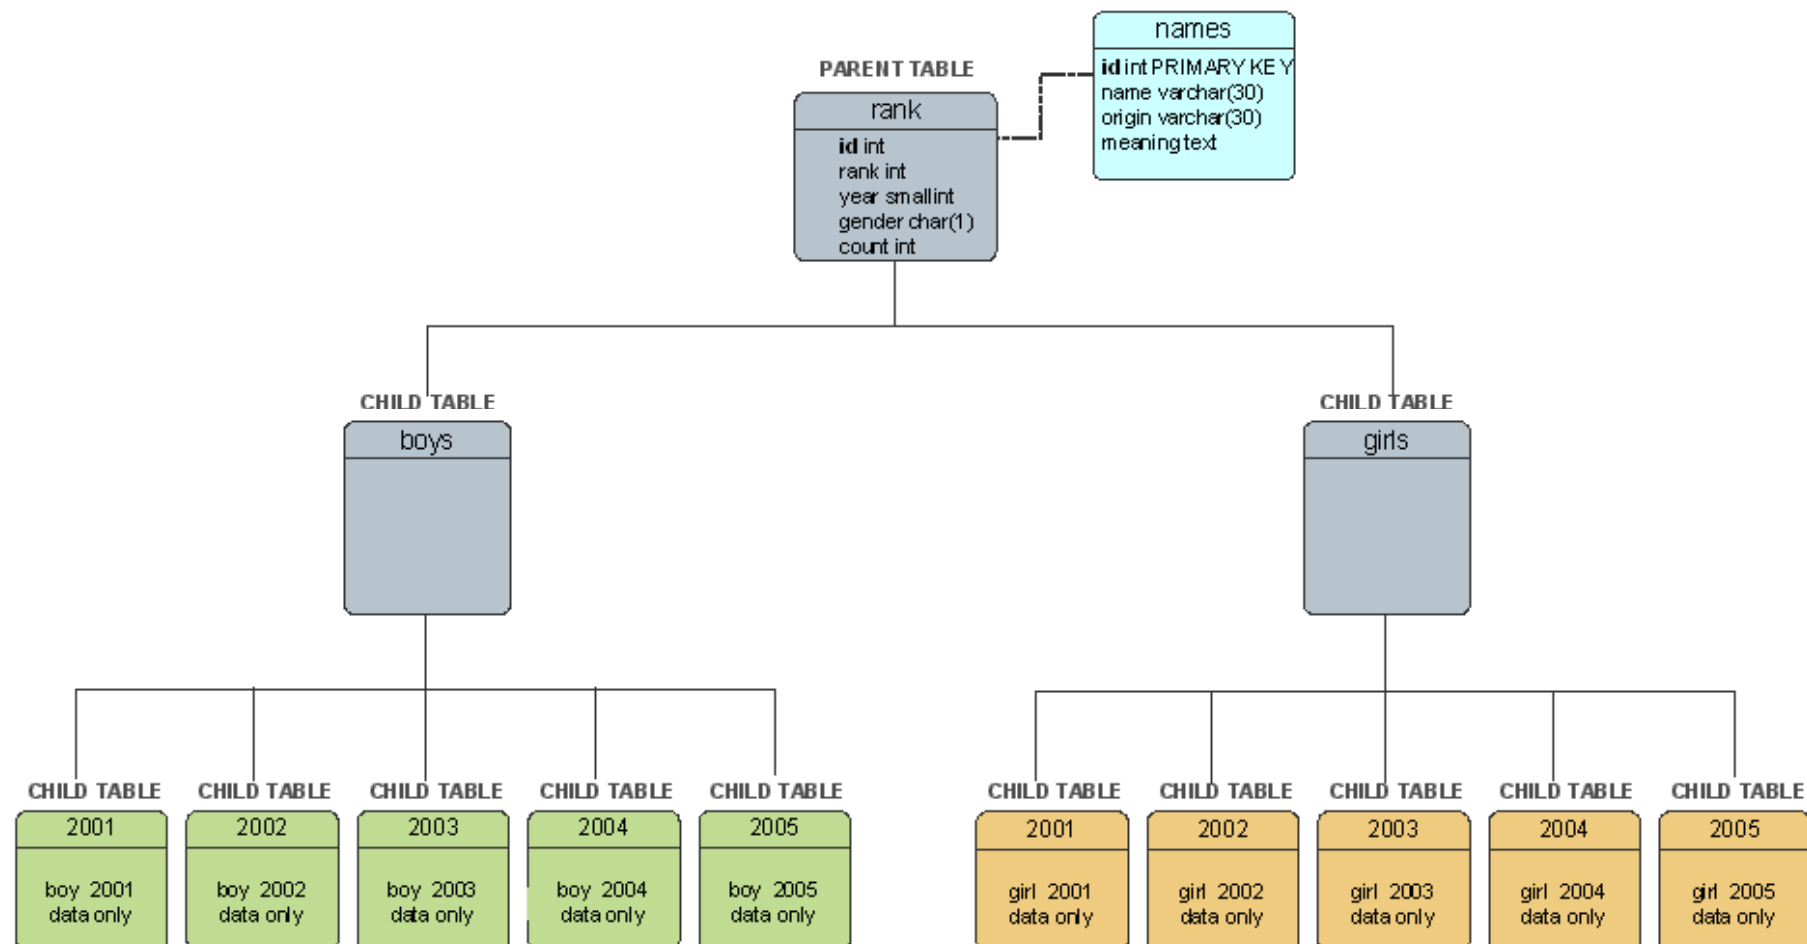 names
id int PRIMARY KEY
name varchar(30)
origin varchar(30)
meaning text
PARENT TABLE
rank
id int
rank int
year smallint
gender char(1)
count int
CHILD TABLE
boys
CHILD TABLE
girls
CHILD TABLE
2001
boy 2001
data only
CHILD TABLE
2002
boy 2002
data only
CHILD TABLE
2003
boy 2003
data only
CHILD TABLE
2004
boy 2004
data only
CHILD TABLE
2005
boy 2005
data only
CHILD TABLE
2001
girl 2001
data only
CHILD TABLE
2002
girl 2002
data only
CHILD TABLE
2003
girl 2003
data only
CHILD TABLE
2004
girl 2004
data only
CHILD TABLE
2005
girl 2005
data only